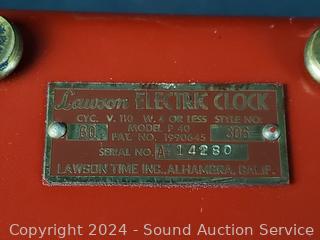 Lawson ELECTRIC CLOCK
CYC. V. 110 W. 4 OR LESS STYLE NO.
60 MODEL P 40 306
PAT. NO. 1990645
SERIAL NO. A 14280
LAWSON TIME INC., ALHAMBRA, CALIF.
Copyright 2024 - Sound Auction Service